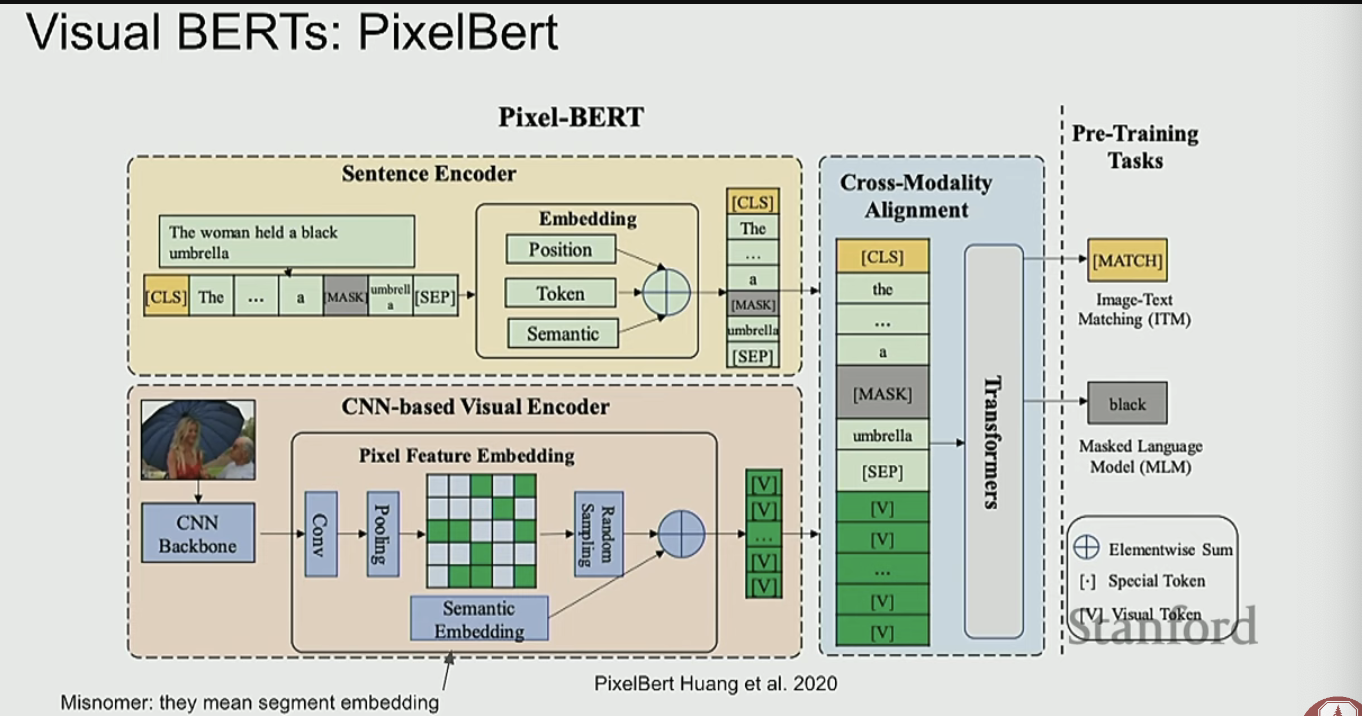 Visual BERTs: PixelBert
Pixel-BERT
Sentence Encoder
The woman held a black
umbrella
[CLS] The ... a [MASK] umbrell
a [SEP]
Embedding
Position
Token
Semantic
[CLS]
The
...
a
[MASK]
umbrella
[SEP]
CNN-based Visual Encoder
CNN
Backbone
Pixel Feature Embedding
Conv
Pooling
Random
Sampling
Semantic
Embedding
[V]
[V]
...
[V]
[V]
Cross-Modality
Alignment
[CLS]
the
...
a
[MASK]
umbrella
[SEP]
[V]
[V]
...
[V]
[V]
Transformers
Pre-Training
Tasks
[MATCH]
Image-Text
Matching (ITM)
black
Masked Language
Model (MLM)
Elementwise Sum
[·] Special Token
[V] Visual Token
Stanford
PixelBert Huang et al. 2020
Misnomer: they mean segment embedding